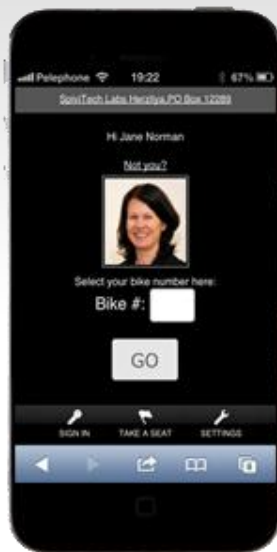 Pelephone 19:22 67%
SpiviTech Labs Herzliya PO Box 12289
Hi Jane Norman
Not you?
Select your bike number here:
Bike #:
GO
SIGN IN TAKE A SEAT SETTINGS